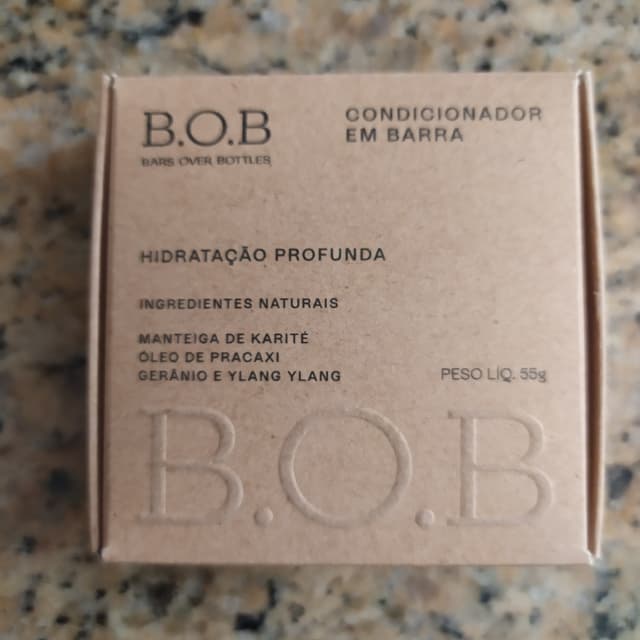 B.O.B
BARS OVER BOTTLES
CONDICIONADOR
EM BARRA
HIDRATAÇÃO PROFUNDA
INGREDIENTES NATURAIS
MANTEIGA DE KARITÉ
ÓLEO DE PRACAXI
GERÂNIO E YLANG YLANG
PESO LÍQ. 55g
B.O.B